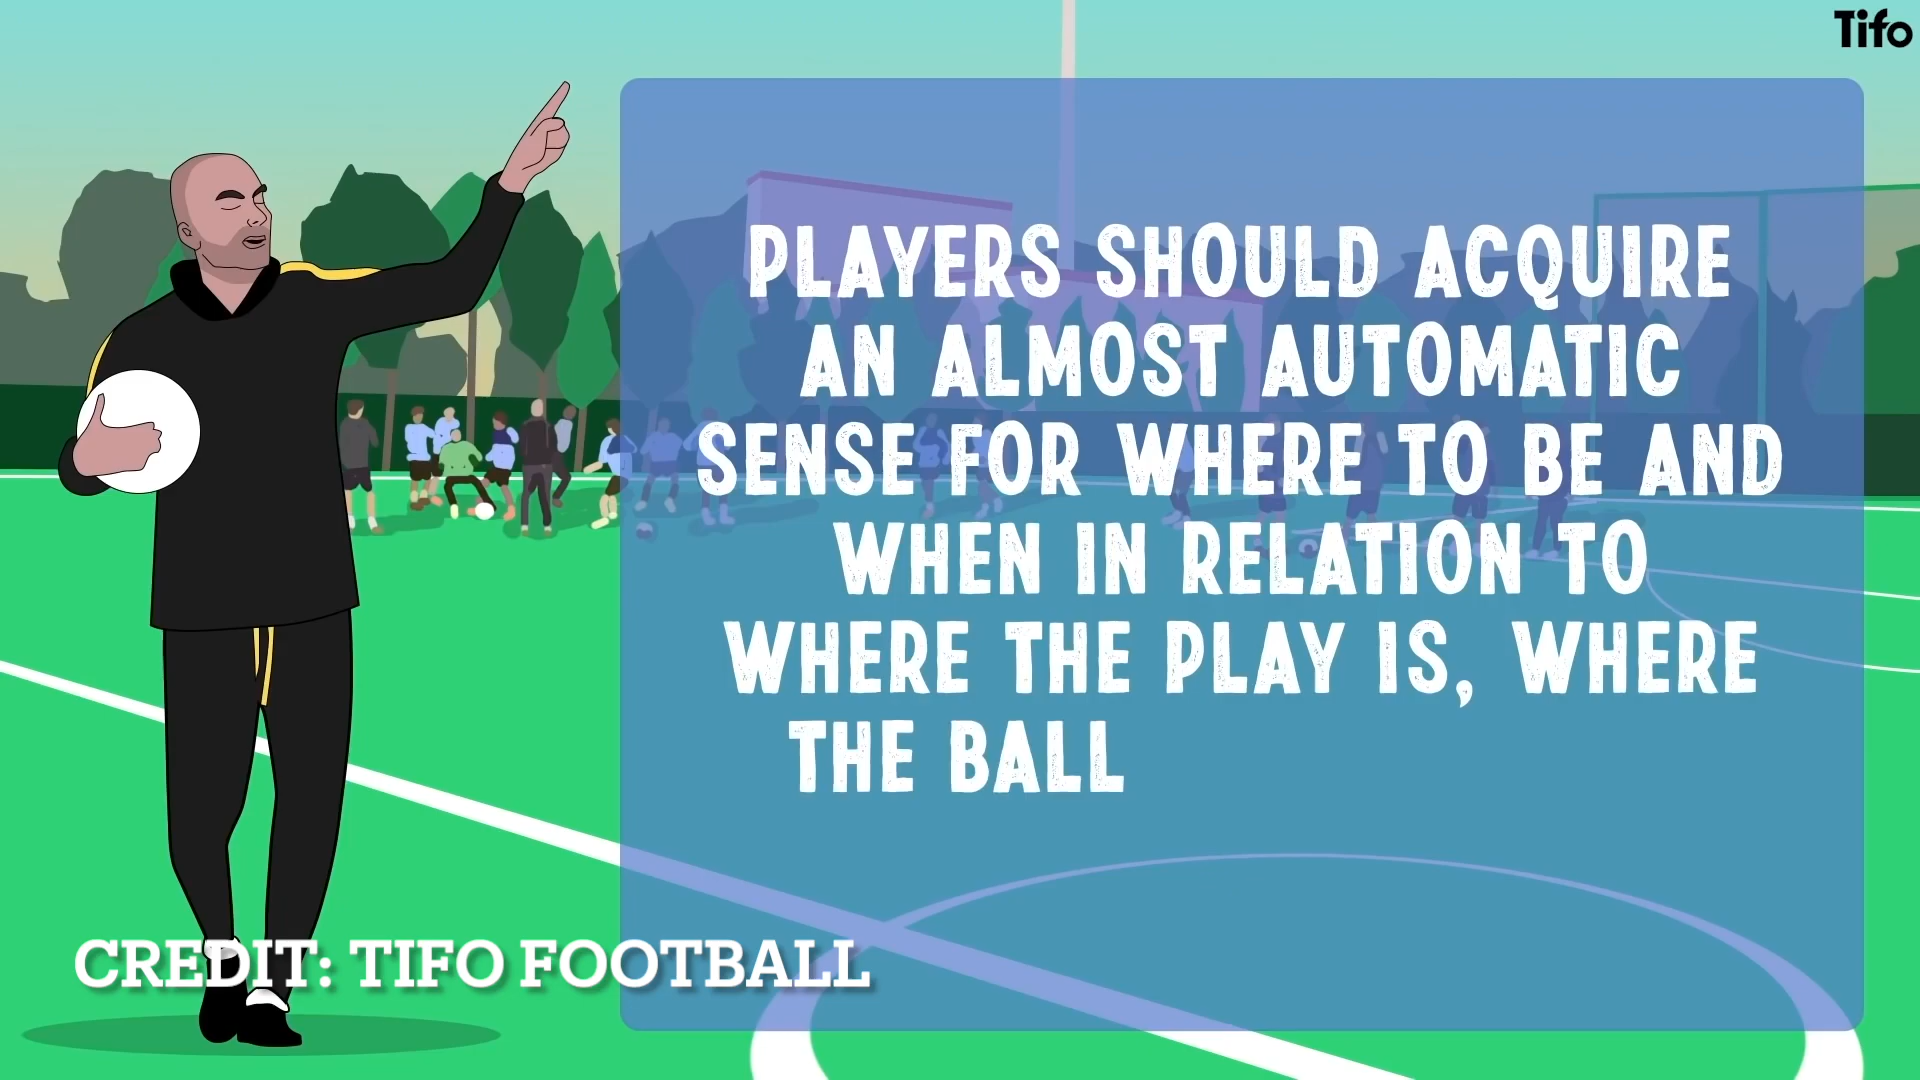 Tifo
PLAYERS SHOULD ACQUIRE
AN ALMOST AUTOMATIC
SENSE FOR WHERE TO BE AND
WHEN IN RELATION TO
WHERE THE PLAY IS, WHERE
THE BALL
CREDIT: TIFO FOOTBALL